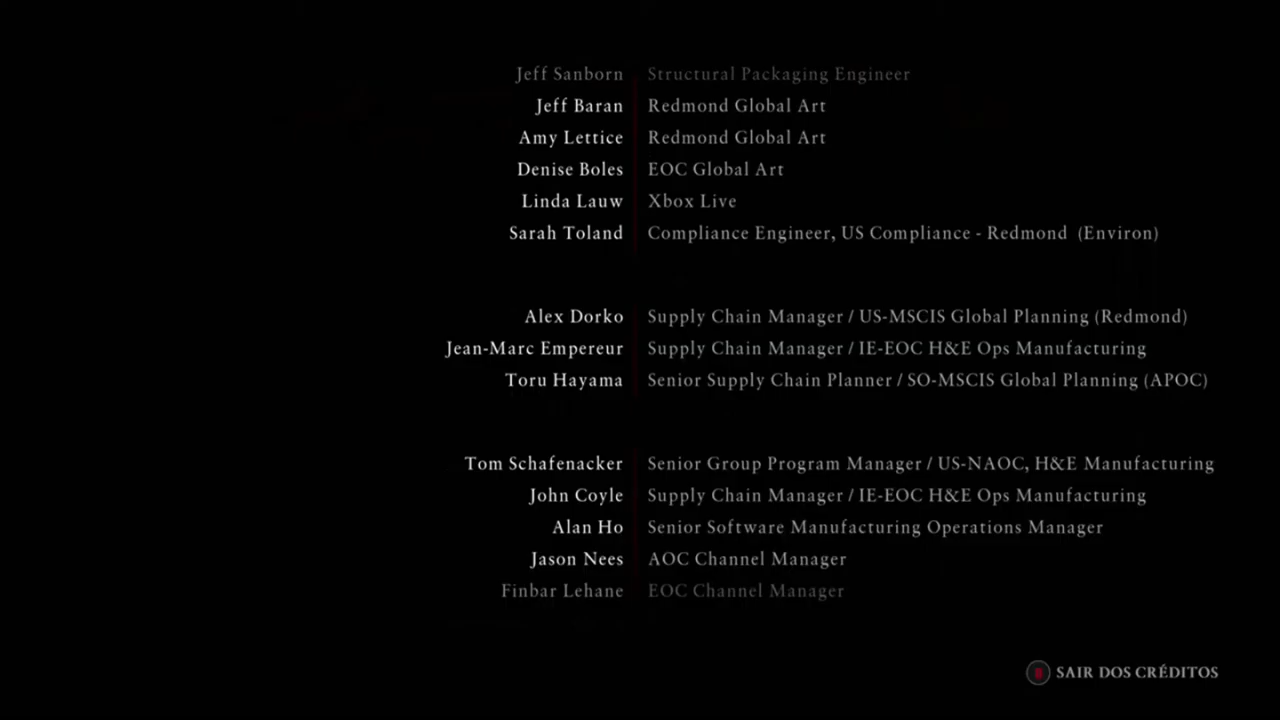 Jeff Sanborn Structural Packaging Engineer
Jeff Baran Redmond Global Art
Amy Lettice Redmond Global Art
Denise Boles EOC Global Art
Linda Lauw Xbox Live
Sarah Toland Compliance Engineer, US Compliance - Redmond (Environ)
Alex Dorko Supply Chain Manager / US-MSCIS Global Planning (Redmond)
Jean-Marc Empereur Supply Chain Manager / IE-EOC H&E Ops Manufacturing
Toru Hayama Senior Supply Chain Planner / SO-MSCIS Global Planning (APOC)
Tom Schafenacker Senior Group Program Manager / US-NAOC, H&E Manufacturing
John Coyle Supply Chain Manager / IE-EOC H&E Ops Manufacturing
Alan Ho Senior Software Manufacturing Operations Manager
Jason Nees AOC Channel Manager
Finbar Lehane EOC Channel Manager
SAIR DOS CRÉDITOS